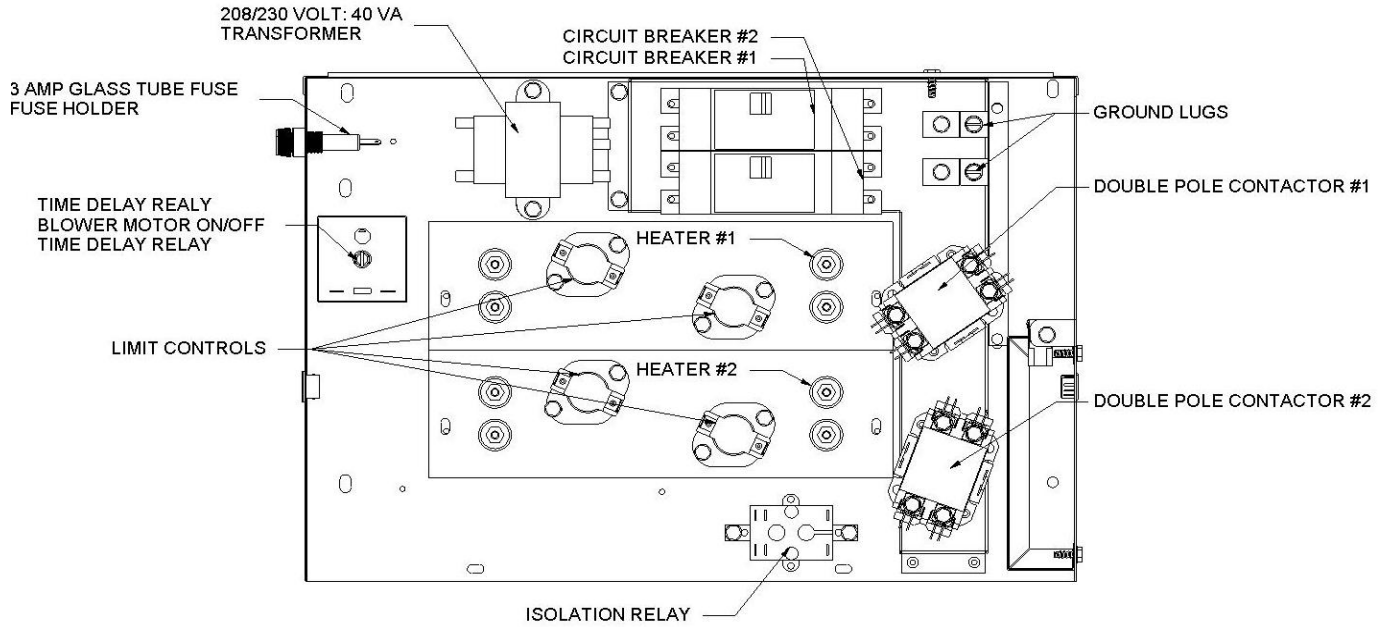 208/230 VOLT: 40 VA
TRANSFORMER
CIRCUIT BREAKER #2
CIRCUIT BREAKER #1
3 AMP GLASS TUBE FUSE
FUSE HOLDER
GROUND LUGS
DOUBLE POLE CONTACTOR #1
TIME DELAY REALY
BLOWER MOTOR ON/OFF
TIME DELAY RELAY
HEATER #1
LIMIT CONTROLS
HEATER #2
DOUBLE POLE CONTACTOR #2
ISOLATION RELAY